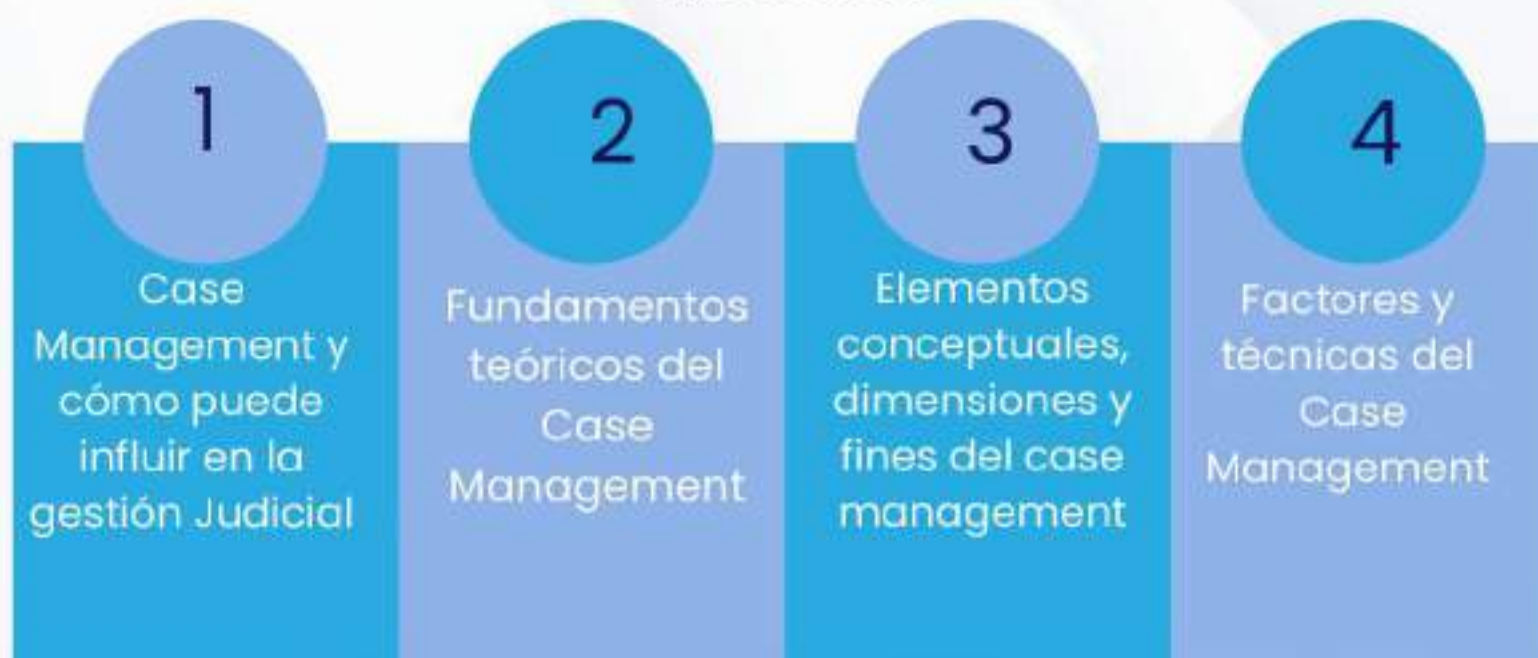 1
Case
Management y
cómo puede
influir en la
gestión Judicial
2
Fundamentos
teóricos del
Case
Management
3
Elementos
conceptuales,
dimensiones y
fines del case
management
4
Factores y
técnicas del
Case
Management